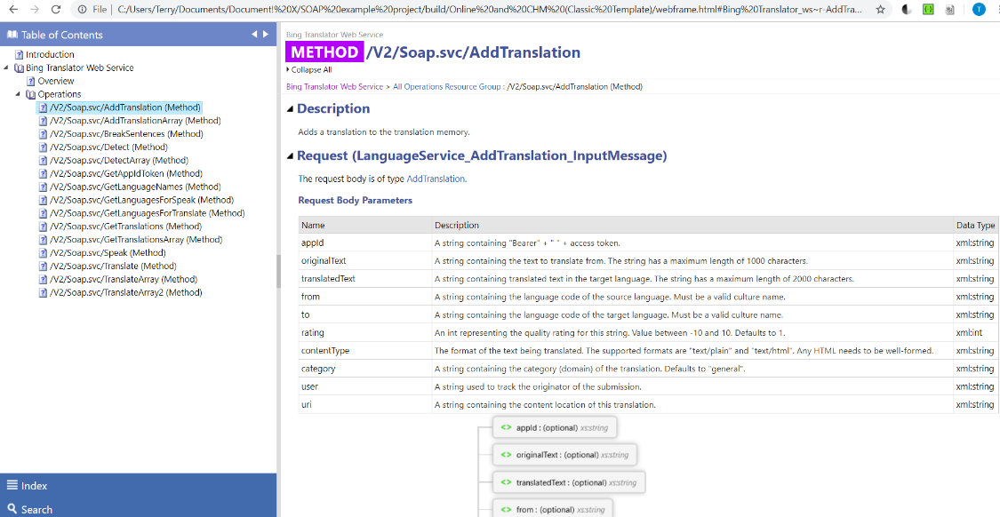 File | C:/Users/Terry/Documents/Document!%20X/SOAP%20example%20project/build/Online%20and%20CHM%20(Classic%20Template)/webframe.html#Bing%20Translator_ws~r-AddTra...
T
Table of Contents
Introduction
Bing Translator Web Service
Overview
Operations
/V2/Soap.svc/AddTranslation (Method)
/V2/Soap.svc/AddTranslationArray (Method)
/V2/Soap.svc/BreakSentences (Method)
/V2/Soap.svc/Detect (Method)
/V2/Soap.svc/DetectArray (Method)
/V2/Soap.svc/GetAppIdToken (Method)
/V2/Soap.svc/GetLanguageNames (Method)
/V2/Soap.svc/GetLanguagesForSpeak (Method)
/V2/Soap.svc/GetLanguagesForTranslate (Method)
/V2/Soap.svc/GetTranslations (Method)
/V2/Soap.svc/GetTranslationsArray (Method)
/V2/Soap.svc/Speak (Method)
/V2/Soap.svc/Translate (Method)
/V2/Soap.svc/TranslateArray (Method)
/V2/Soap.svc/TranslateArray2 (Method)
Index
Search
Bing Translator Web Service
METHOD /V2/Soap.svc/AddTranslation
Collapse All
Bing Translator Web Service > All Operations Resource Group : /V2/Soap.svc/AddTranslation (Method)
Description
Adds a translation to the translation memory.
Request (LanguageService_AddTranslation_InputMessage)
The request body is of type AddTranslation.
Request Body Parameters
Name Description Data Type
appId A string containing "Bearer" + " " + access token. xml:string
originalText A string containing the text to translate from. The string has a maximum length of 1000 characters. xml:string
translatedText A string containing translated text in the target language. The string has a maximum length of 2000 characters. xml:string
from A string containing the language code of the source language. Must be a valid culture name. xml:string
to A string containing the language code of the target language. Must be a valid culture name. xml:string
rating An int representing the quality rating for this string. Value between -10 and 10. Defaults to 1. xml:int
contentType The format of the text being translated. The supported formats are "text/plain" and "text/html". Any HTML needs to be well-formed. xml:string
category A string containing the category (domain) of the translation. Defaults to "general". xml:string
user A string used to track the originator of the submission. xml:string
uri A string containing the content location of this translation. xml:string
<> appId : (optional) xs:string
<> originalText : (optional) xs:string
<> translatedText : (optional) xs:string
<> from : (optional) xs:string